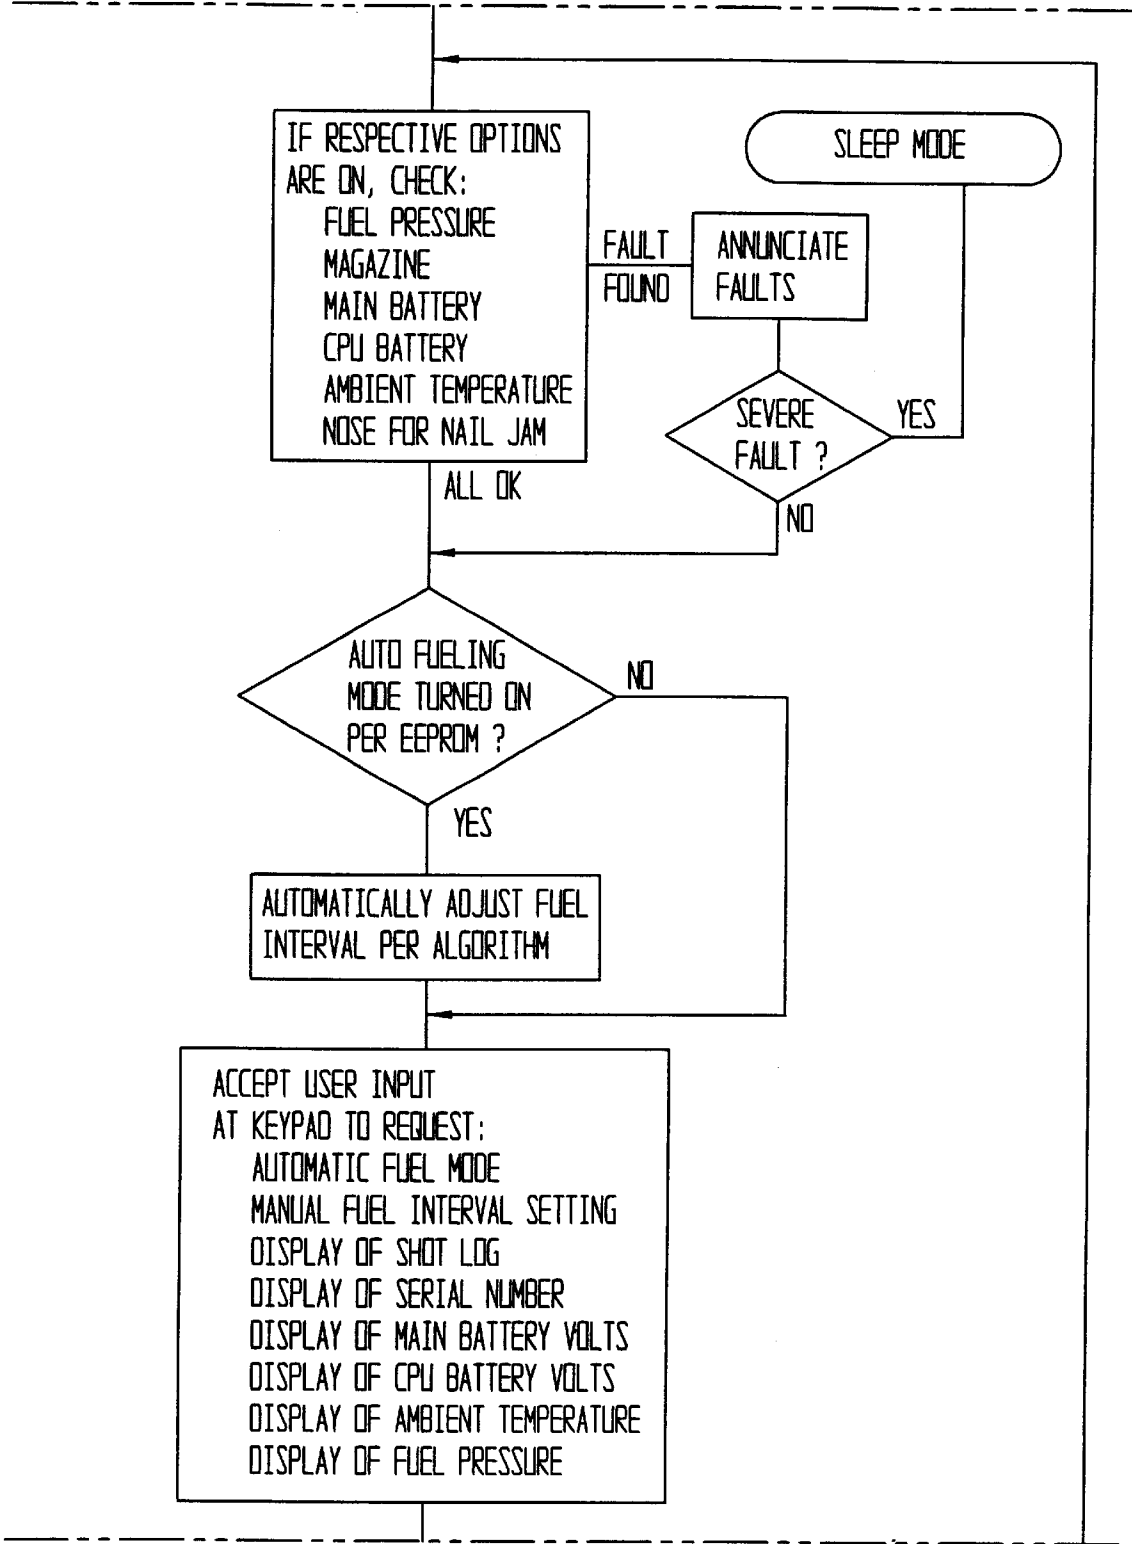 IF RESPECTIVE OPTIONS
ARE ON, CHECK:
FUEL PRESSURE
MAGAZINE
MAIN BATTERY
CPU BATTERY
AMBIENT TEMPERATURE
NOSE FOR NAIL JAM
SLEEP MODE
FAULT
FOUND
ANNUNCIATE
FAULTS
SEVERE
FAULT ?
YES
NO
ALL OK
AUTO FUELING
MODE TURNED ON
PER EEPROM ?
NO
YES
AUTOMATICALLY ADJUST FUEL
INTERVAL PER ALGORITHM
ACCEPT USER INPUT
AT KEYPAD TO REQUEST:
AUTOMATIC FUEL MODE
MANUAL FUEL INTERVAL SETTING
DISPLAY OF SHOT LOG
DISPLAY OF SERIAL NUMBER
DISPLAY OF MAIN BATTERY VOLTS
DISPLAY OF CPU BATTERY VOLTS
DISPLAY OF AMBIENT TEMPERATURE
DISPLAY OF FUEL PRESSURE